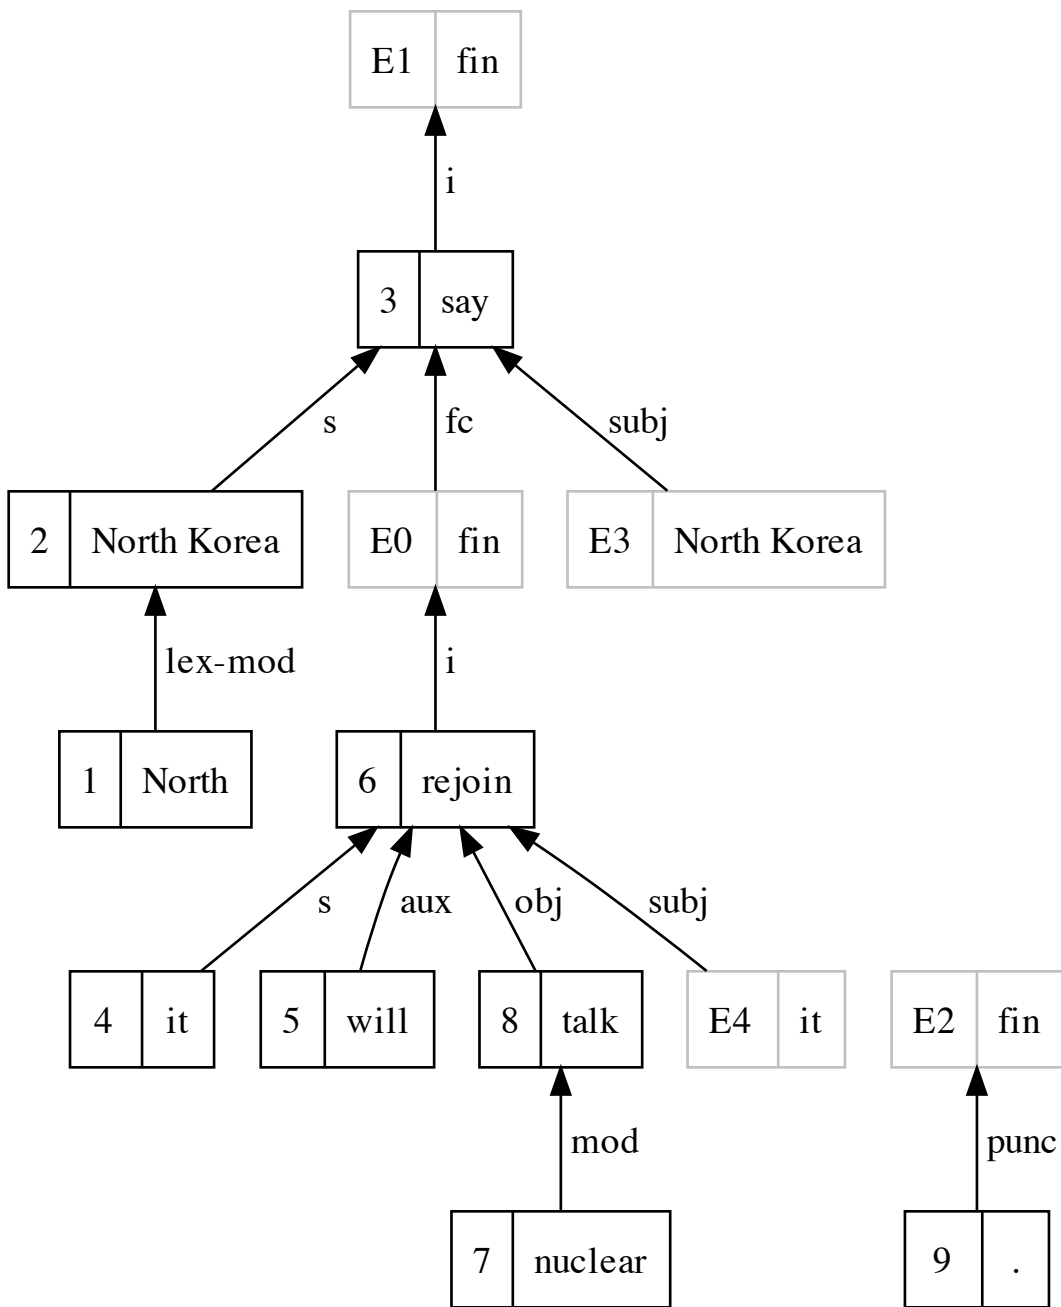 E1 fin
i
3 say
s fc subj
2 North Korea E0 fin E3 North Korea
lex-mod i
1 North 6 rejoin
s aux obj subj
4 it 5 will 8 talk E4 it E2 fin
mod punc
7 nuclear 9 .